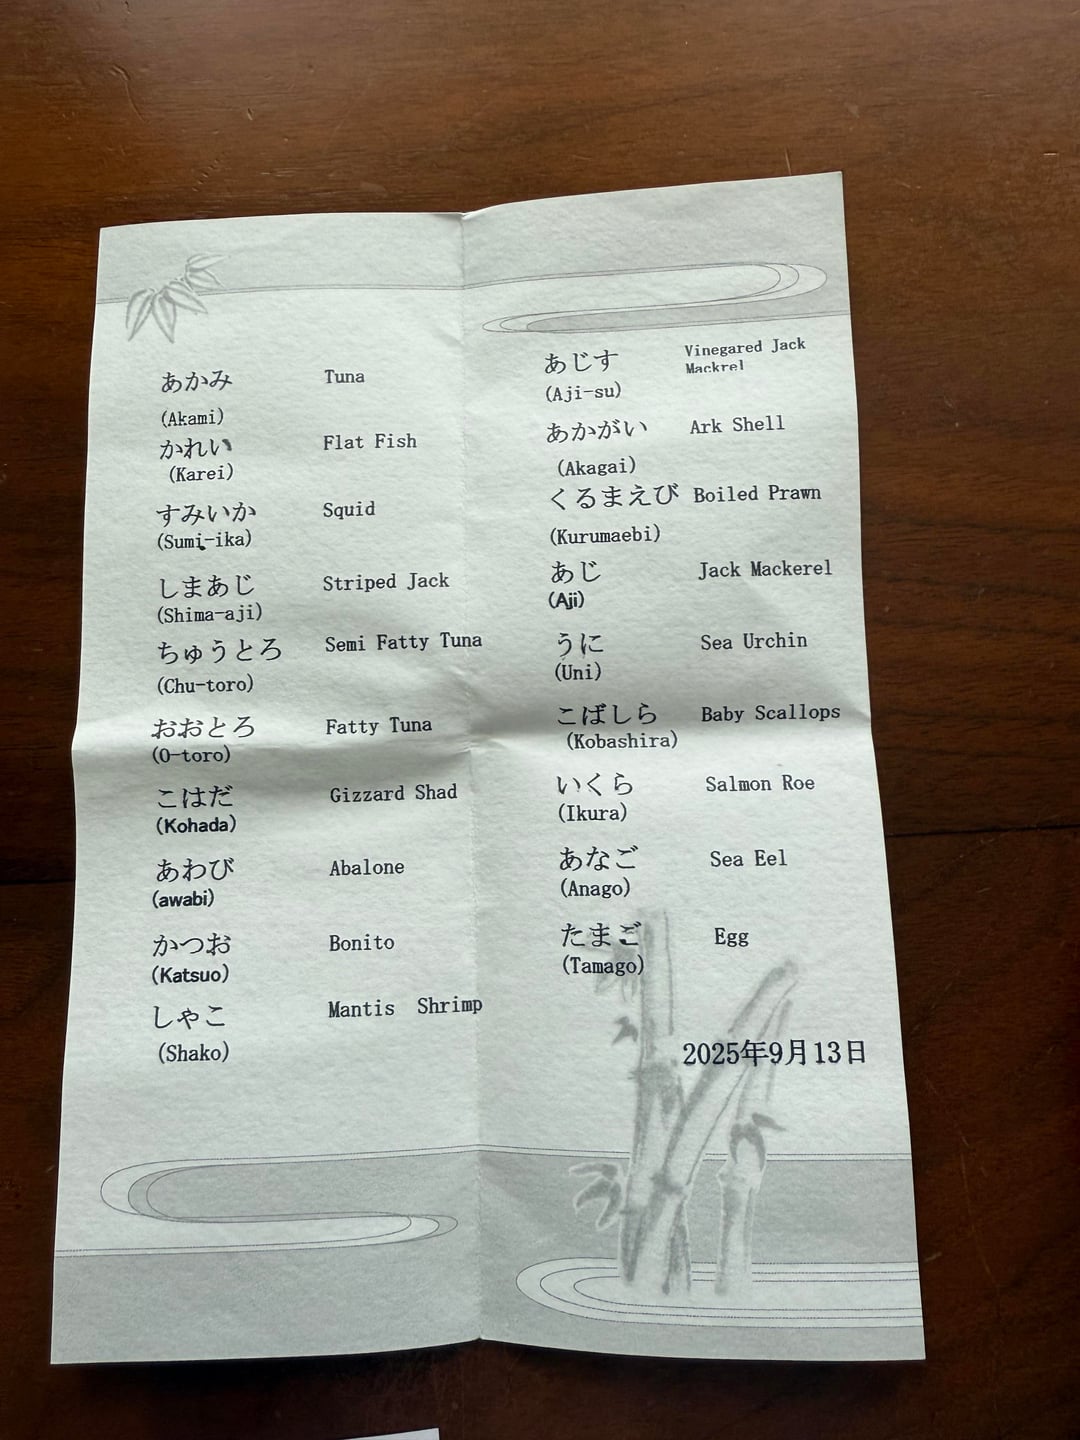 あかみ Tuna
(Akami)
かれい Flat Fish
(Karei)
すみいか Squid
(Sumi-ika)
しまあじ Striped Jack
(Shima-aji)
ちゅうとろ Semi Fatty Tuna
(Chu-toro)
おおとろ Fatty Tuna
(O-toro)
こはだ Gizzard Shad
(Kohada)
あわび Abalone
(awabi)
かつお Bonito
(Katsuo)
しゃこ Mantis Shrimp
(Shako)
あじす Vinegared Jack
Mackrel
(Aji-su)
あかがい Ark Shell
(Akagai)
くるまえび Boiled Prawn
(Kurumaebi)
あじ Jack Mackerel
(Aji)
うに Sea Urchin
(Uni)
こばしら Baby Scallops
(Kobashira)
いくら Salmon Roe
(Ikura)
あなご Sea Eel
(Anago)
たまご Egg
(Tamago)
2025年9月13日